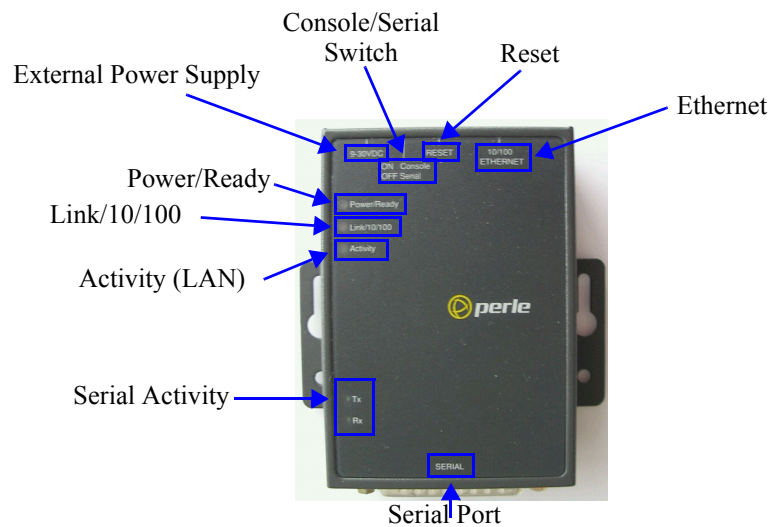 Console/Serial
Switch
Reset
External Power Supply
Ethernet
9-30VDC
RESET
10/100
ETHERNET
ON Console
OFF Serial
Power/Ready
Power/Ready
Link/10/100
Link/10/100
Activity
Activity (LAN)
perle
Serial Activity
Tx
Rx
SERIAL
Serial Port